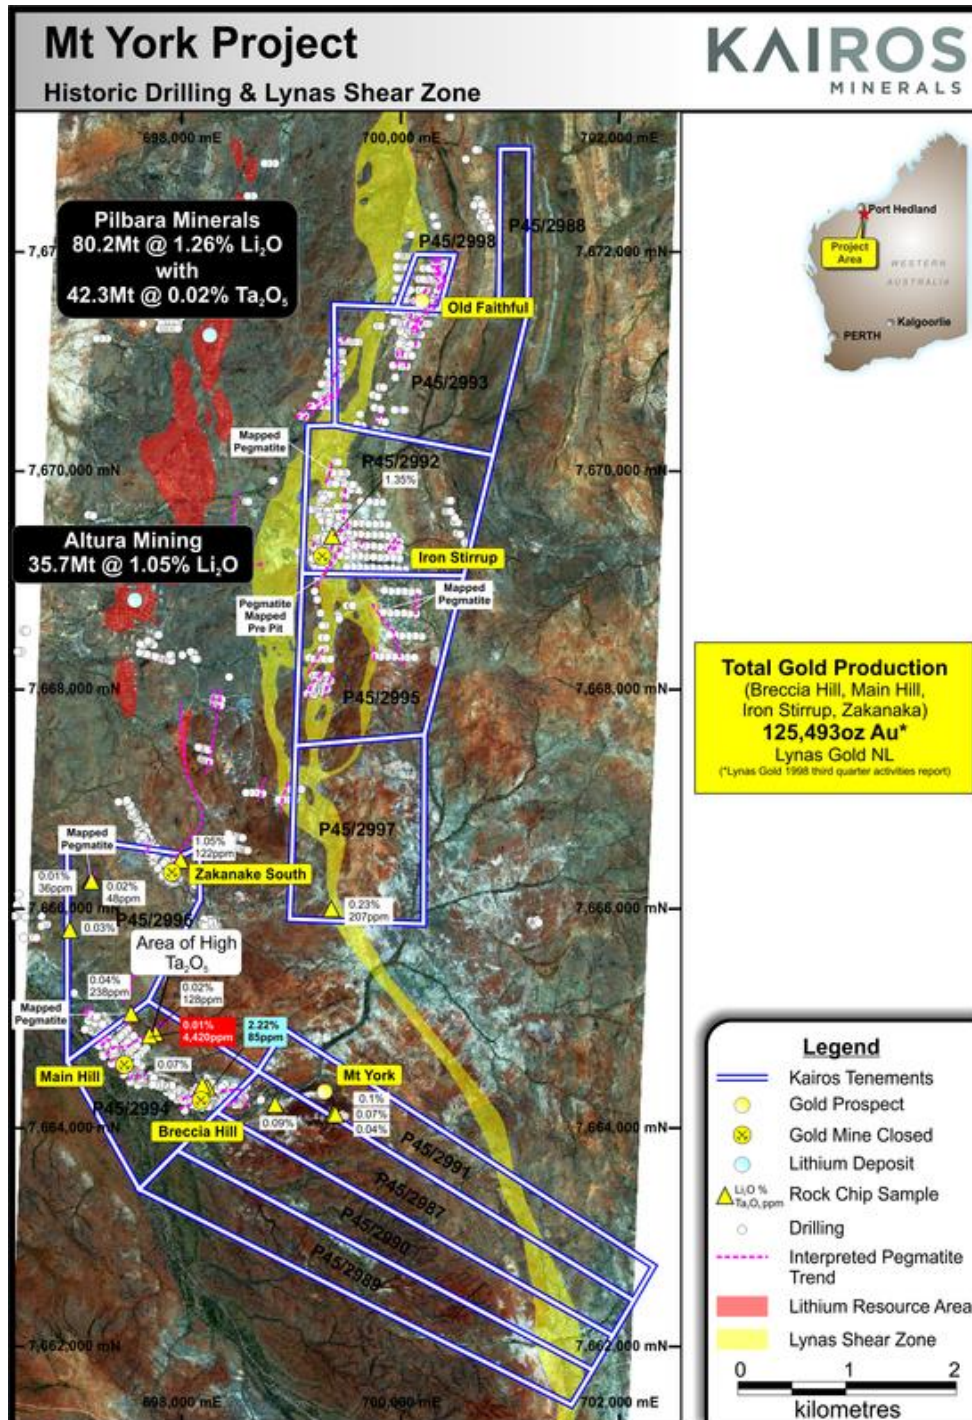 Mt York Project
Historic Drilling & Lynas Shear Zone
KAIROS
MINERALS
698,000 mE
700,000 mE
702,000 mE
Pilbara Minerals
80.2Mt @ 1.26% Li₂O
with
42.3Mt @ 0.02% Ta₂O₅
7,67
7,672,000 mN
P45/2998
P45/2988
Old Faithful
P45/2993
Port Hedland
Project
Area
WESTERN
AUSTRALIA
Kalgoorlie
PERTH
Mapped
Pegmatite
P45/2992
1.35%
7,670,000 mN
7,670,000 mN
Altura Mining
35.7Mt @ 1.05% Li₂O
Iron Stirrup
Pegmatite
Mapped
Pre Pit
Mapped
Pegmatite
7,668,000 mN
7,668,000 mN
P45/2995
Total Gold Production
(Breccia Hill, Main Hill,
Iron Stirrup, Zakanaka)
125,493oz Au*
Lynas Gold NL
(*Lynas Gold 1998 third quarter activities report)
P45/2997
Mapped
Pegmatite
1.05%
122ppm
Zakanake South
0.01%
36ppm
0.02%
48ppm
0.23%
207ppm
7,666,000 mN
7,666,000 mN
P45/2996
0.03%
Area of High
Ta₂O₅
0.04%
238ppm
0.02%
128ppm
Mapped
Pegmatite
0.01%
4,420ppm
2.22%
85ppm
Main Hill
0.07%
Mt York
0.1%
0.07%
0.04%
P45/2994
Breccia Hill
0.09%
7,664,000 mN
7,664,000 mN
P45/2991
P45/2987
P45/2990
P45/2989
7,662,000 mN
7,662,000 mN
698,000 mE
700,000 mE
702,000 mE
Legend
Kairos Tenements
Gold Prospect
Gold Mine Closed
Lithium Deposit
Li₂O %
Ta₂O₅ ppm
Rock Chip Sample
Drilling
Interpreted Pegmatite
Trend
Lithium Resource Area
Lynas Shear Zone
0
1
2
kilometres